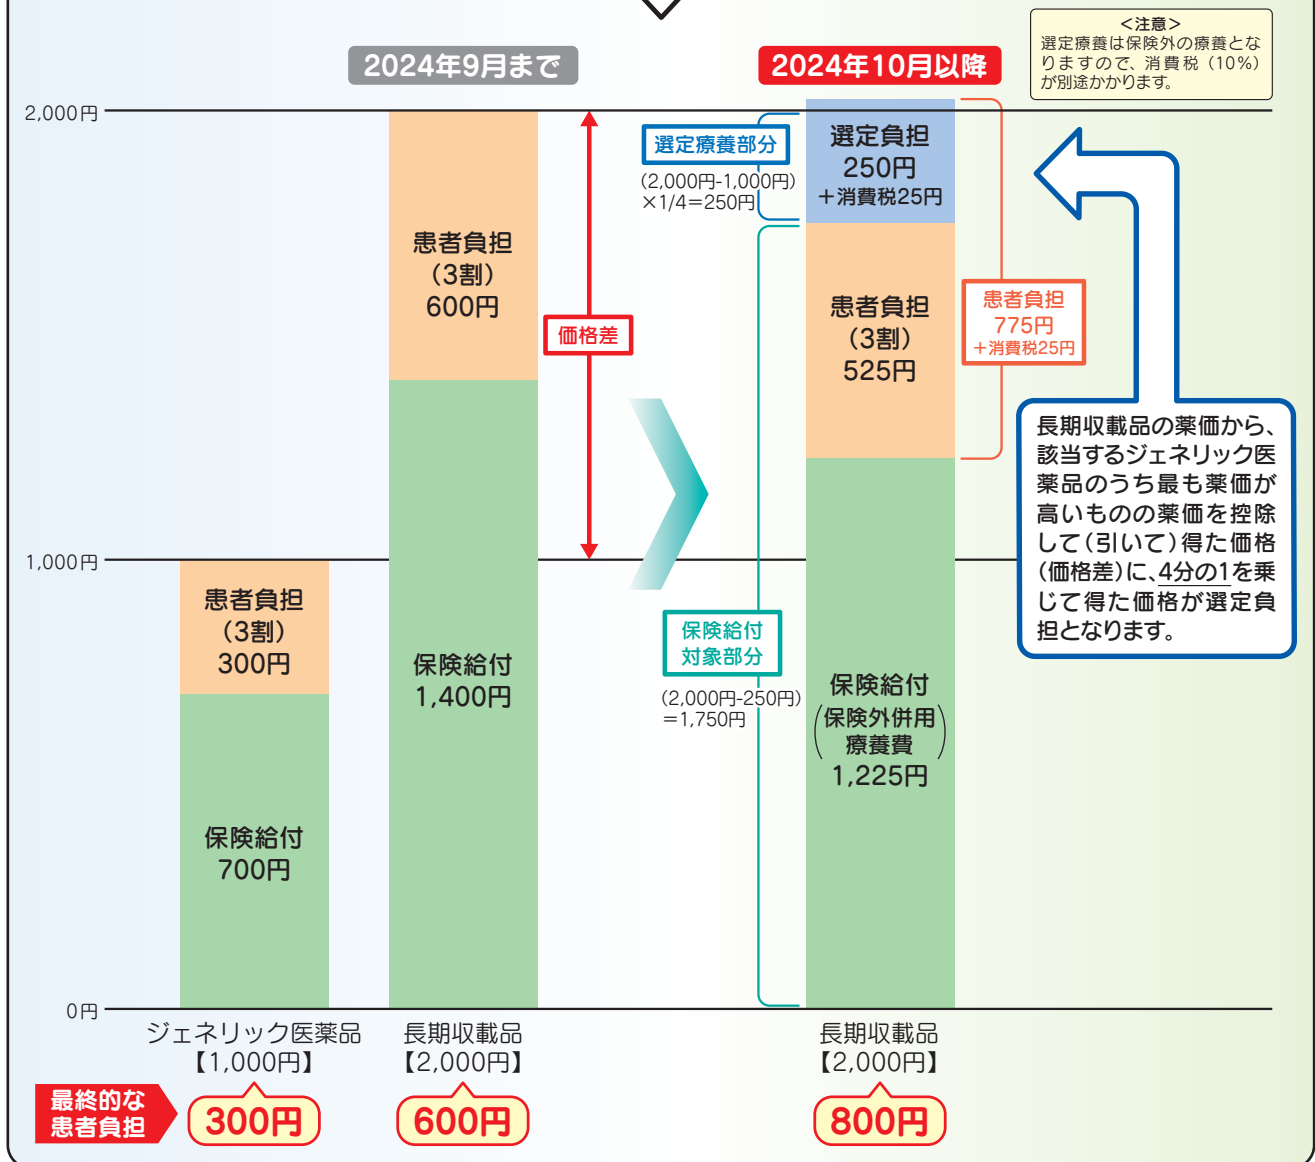 <注意>
選定療養は保険外の療養とな
りますので、消費税（10%）
が別途かかります。
2024年9月まで
2024年10月以降
2,000円
1,000円
0円
価格差
選定療養部分
(2,000円-1,000円)
×1/4＝250円
保険給付
対象部分
(2,000円-250円)
＝1,750円
患者負担
（3割）
300円
保険給付
700円
患者負担
（3割）
600円
保険給付
1,400円
選定負担
250円
＋消費税25円
患者負担
（3割）
525円
保険給付
（保険外併用
療養費）
1,225円
患者負担
775円
＋消費税25円
長期収載品の薬価から、
該当するジェネリック医
薬品のうち最も薬価が
高いものの薬価を控除
して（引いて）得た価格
（価格差）に、4分の1を乗
じて得た価格が選定負
担となります。
ジェネリック医薬品
【1,000円】
長期収載品
【2,000円】
長期収載品
【2,000円】
最終的な
患者負担
300円
600円
800円